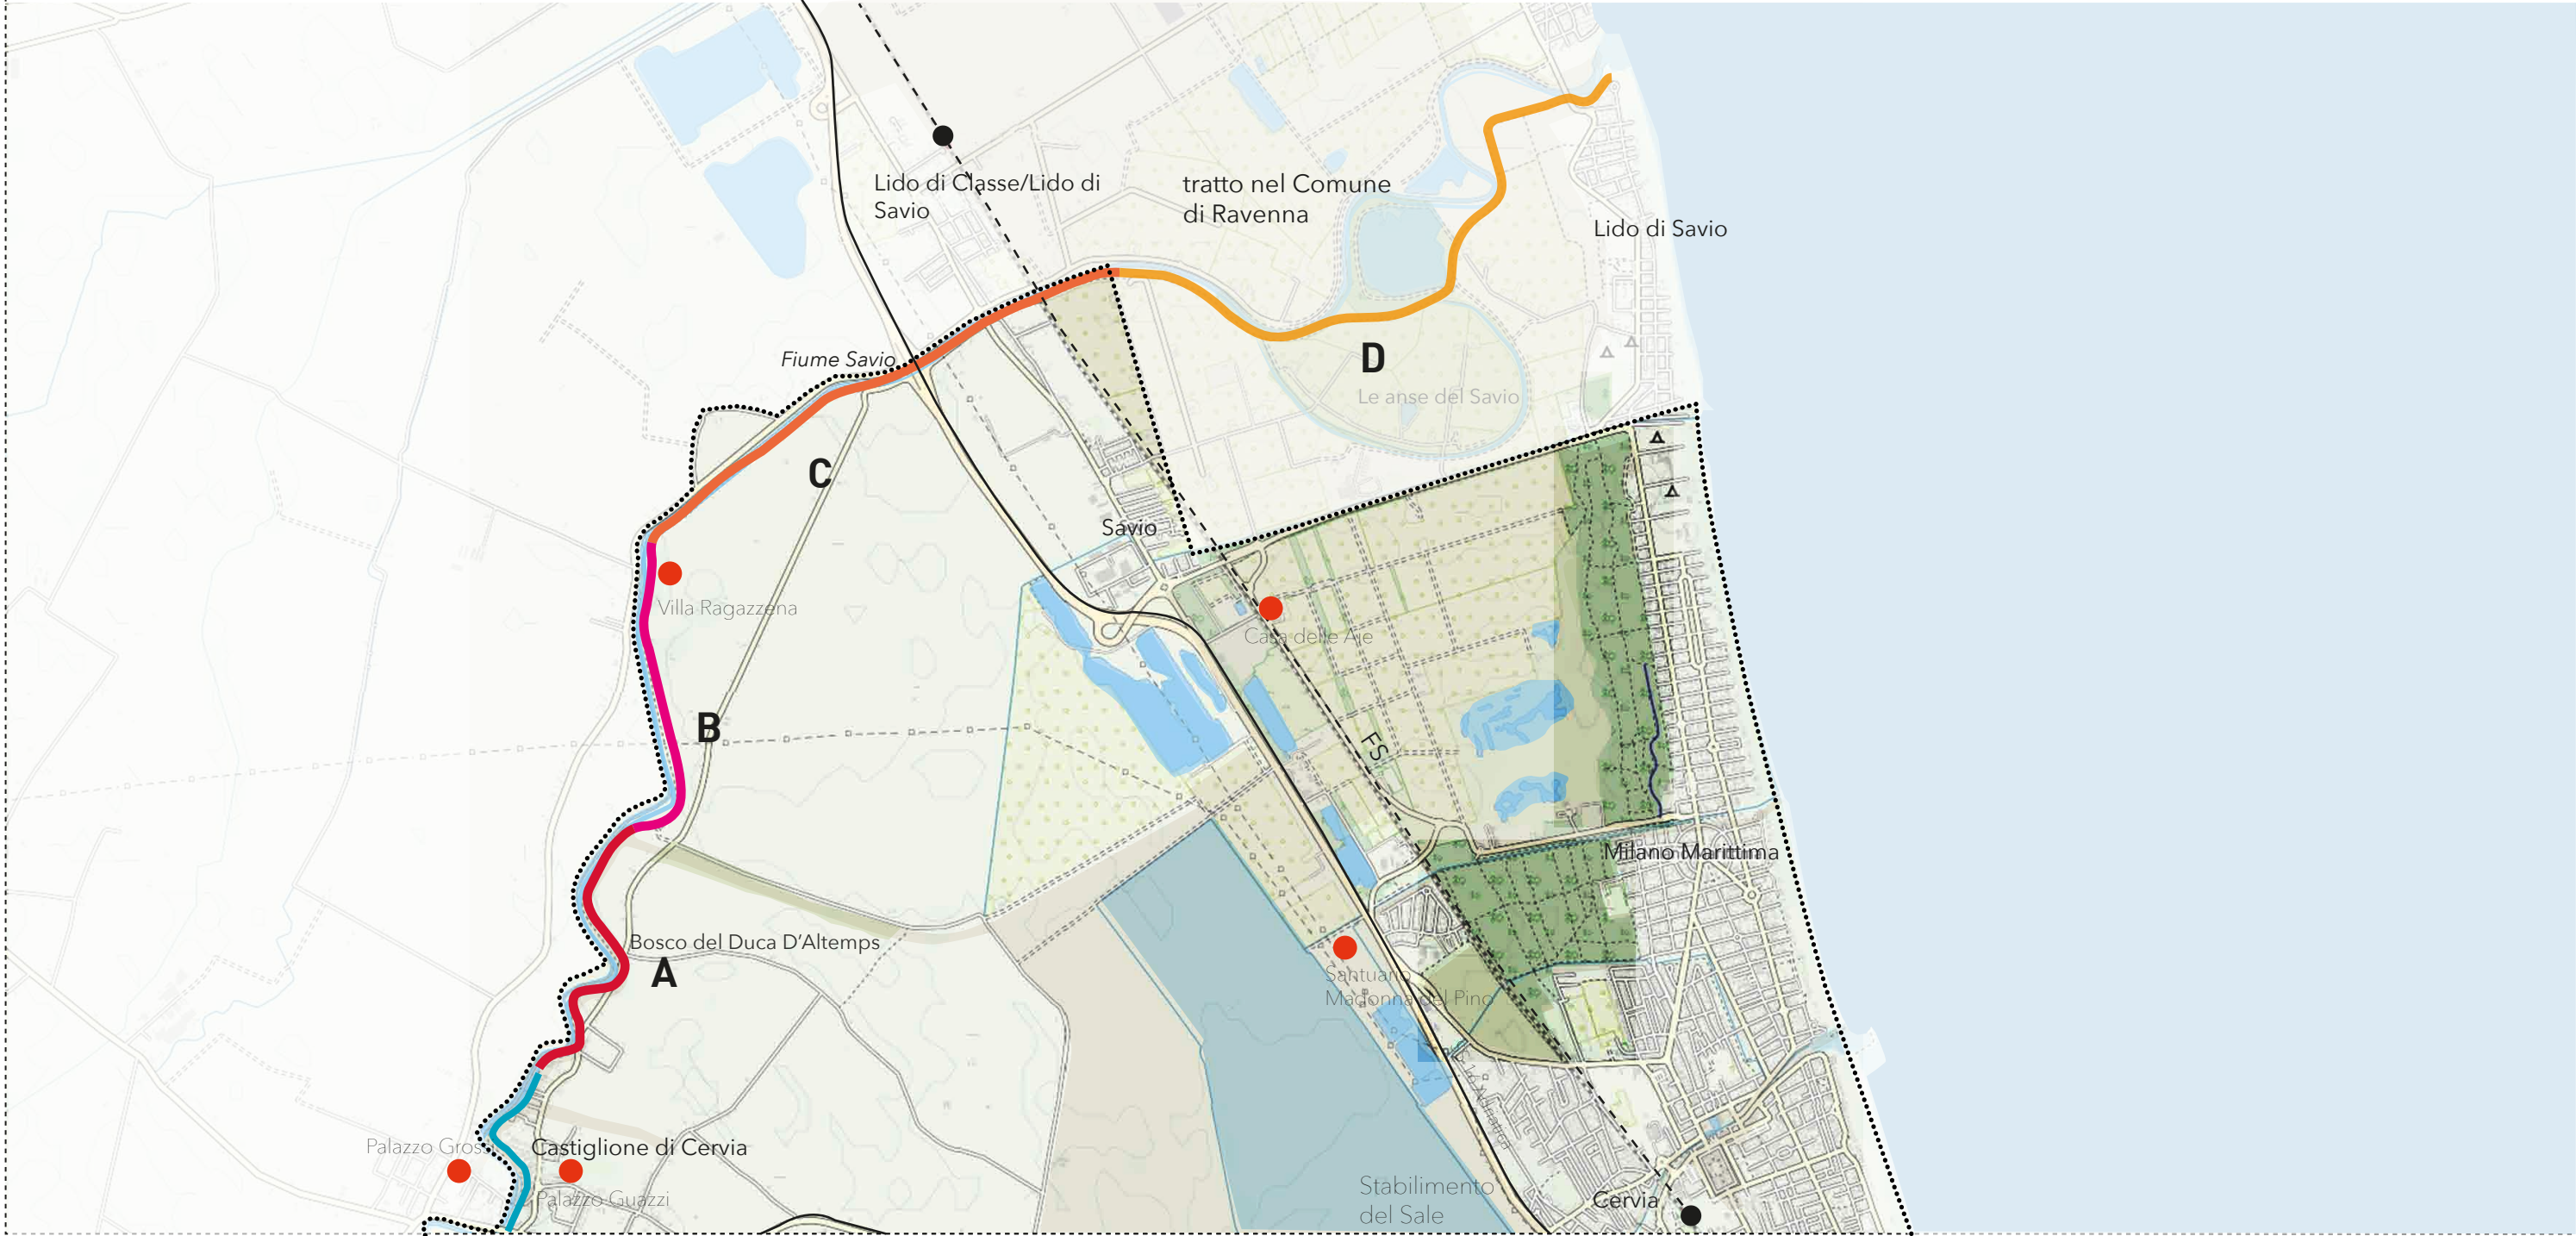 Lido di Classe/Lido di
Savio
tratto nel Comune
di Ravenna
Lido di Savio
Fiume Savio
D
Le anse del Savio
C
Savio
Villa Ragazzena
Casa delle Aie
B
FS
Milano Marittima
Bosco del Duca D'Altemps
A
Santuario
Madonna del Pino
Palazzo Grossi
Castiglione di Cervia
Palazzo Guazzi
Stabilimento
del Sale
Cervia